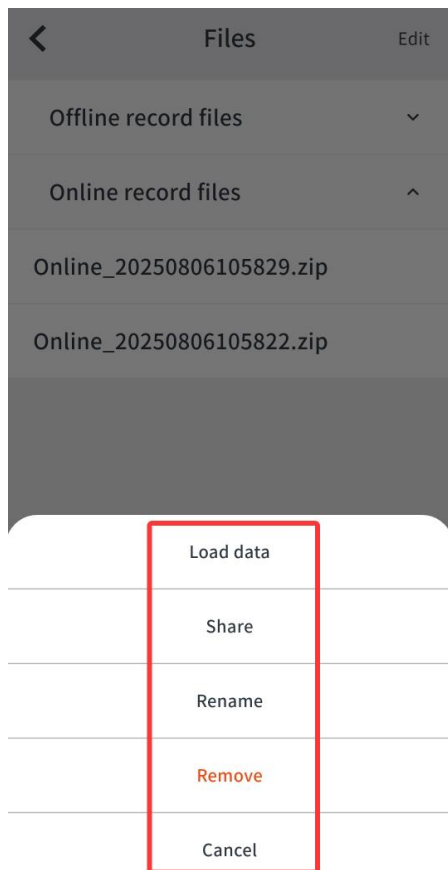 Files
Edit
Offline record files
Online record files
Online_20250806105829.zip
Online_20250806105822.zip
Load data
Share
Rename
Remove
Cancel